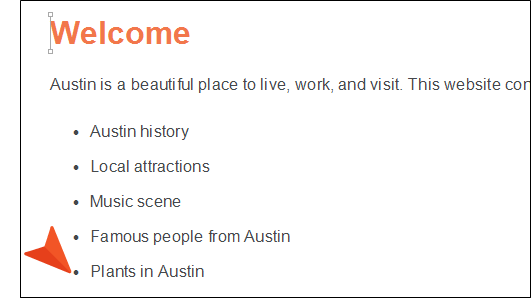 Welcome
Austin is a beautiful place to live, work, and visit. This website
• Austin history
• Local attractions
• Music scene
• Famous people from Austin
• Plants in Austin